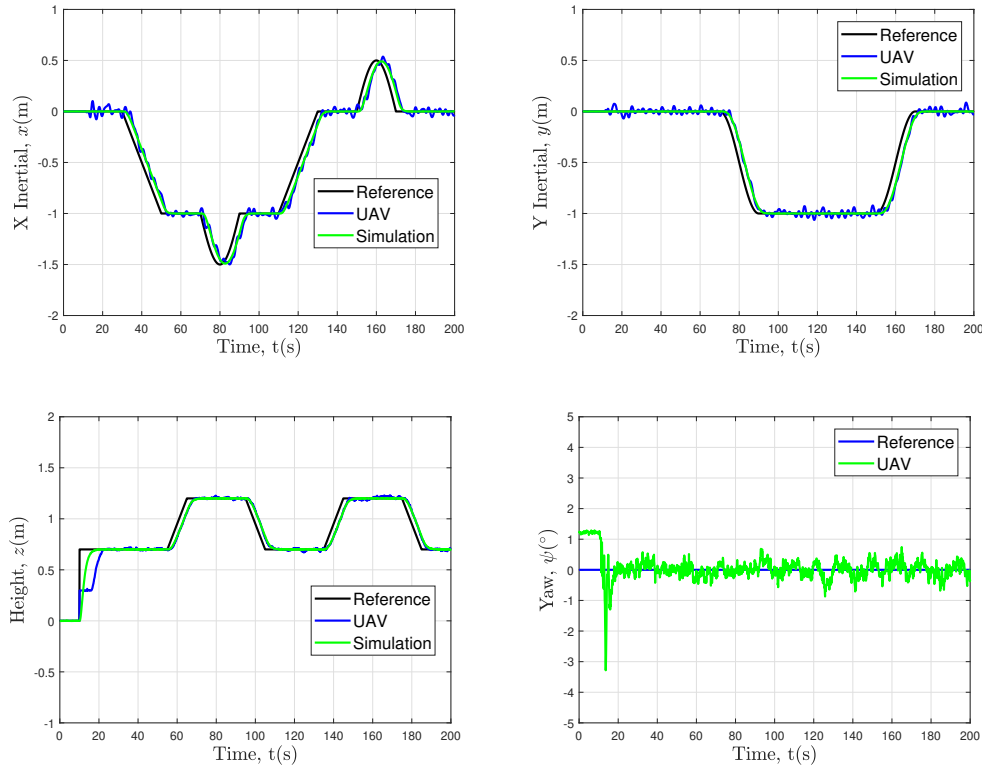 X Inertial, x(m)
0.5
0
-0.5
-1
-1.5
-2
Reference
UAV
Simulation
0 20 40 60 80 100 120 140 160 180 200
Time, t(s)
Y Inertial, y(m)
1
0.5
0
-0.5
-1
-1.5
-2
Reference
UAV
Simulation
0 20 40 60 80 100 120 140 160 180 200
Time, t(s)
Height, z(m)
2
1.5
1
0.5
0
-0.5
-1
Reference
UAV
Simulation
0 20 40 60 80 100 120 140 160 180 200
Time, t(s)
Yaw, ψ(°)
5
4
3
2
1
0
-1
-2
-3
-4
-5
Reference
UAV
0 20 40 60 80 100 120 140 160 180 200
Time, t(s)